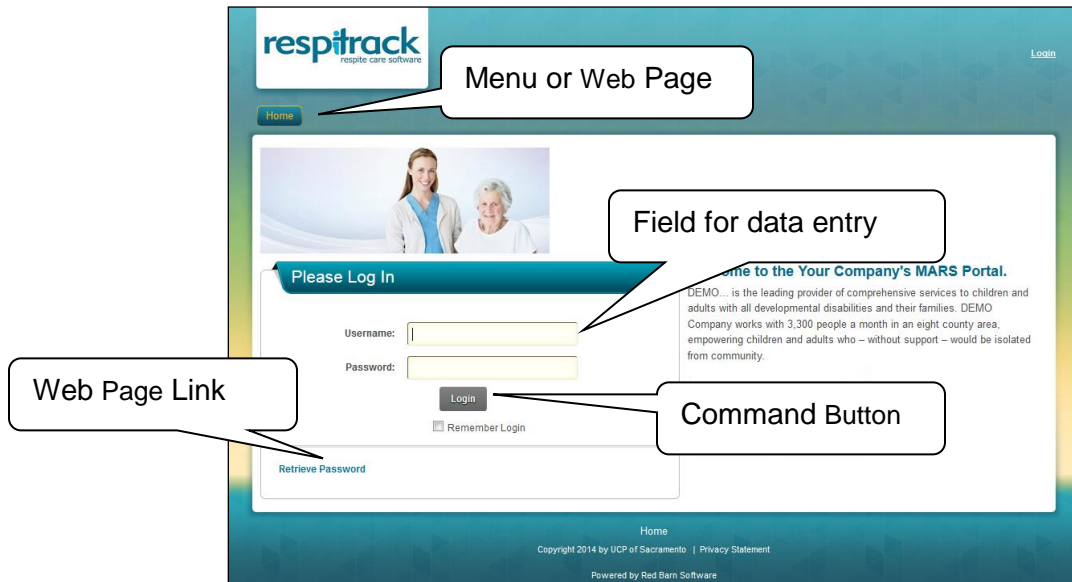 respitrack
respite care software
Login
Menu or Web Page
Home
Field for data entry
Please Log In
ome to the Your Company's MARS Portal.
DEMO... is the leading provider of comprehensive services to children and
adults with all developmental disabilities and their families. DEMO
Company works with 3,300 people a month in an eight county area,
empowering children and adults who – without support – would be isolated
from community.
Username:
Password:
Web Page Link
Login
Command Button
Remember Login
Retrieve Password
Home
Copyright 2014 by UCP of Sacramento | Privacy Statement
Powered by Red Barn Software